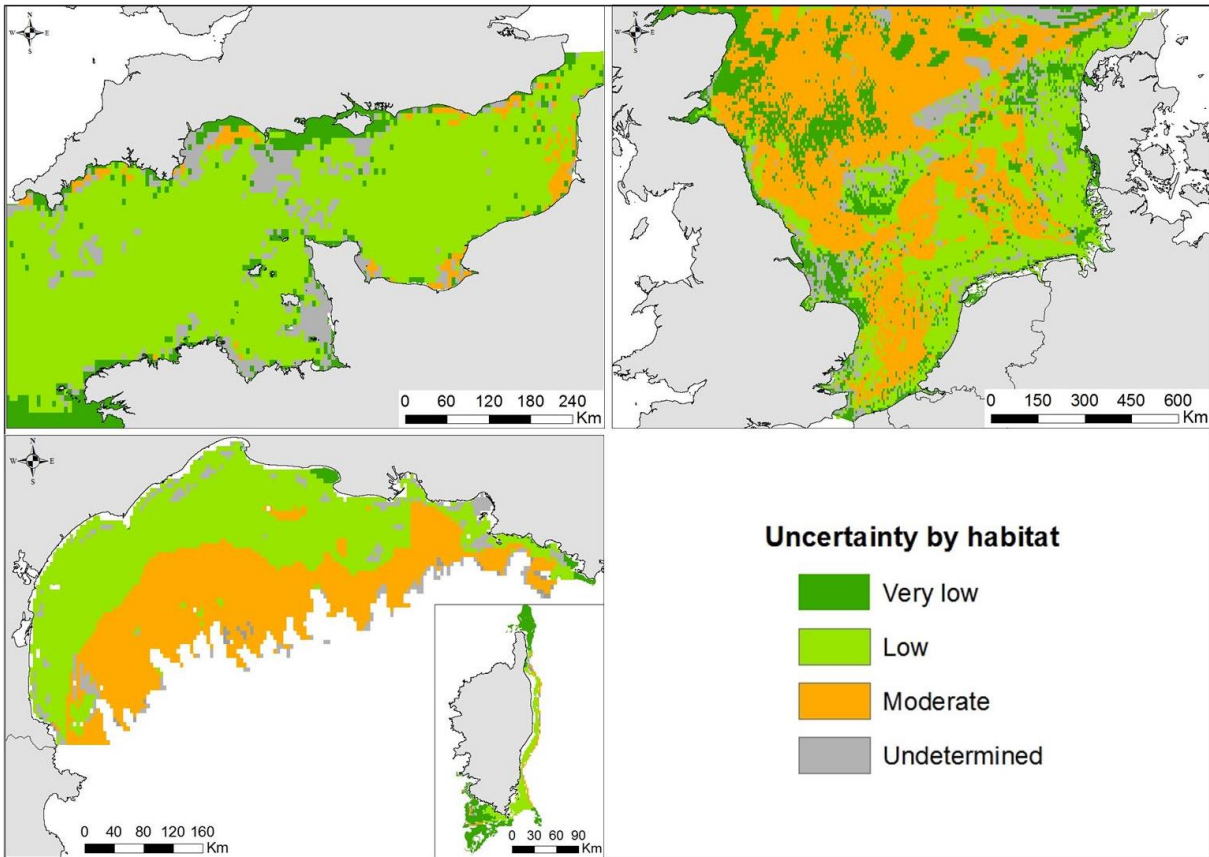 N
W E
S
0 60 120 180 240
Km
N
W E
S
0 150 300 450 600
Km
N
W E
S
0 40 80 120 160
Km
0 30 60 90
Km
Uncertainty by habitat
Very low
Low
Moderate
Undetermined